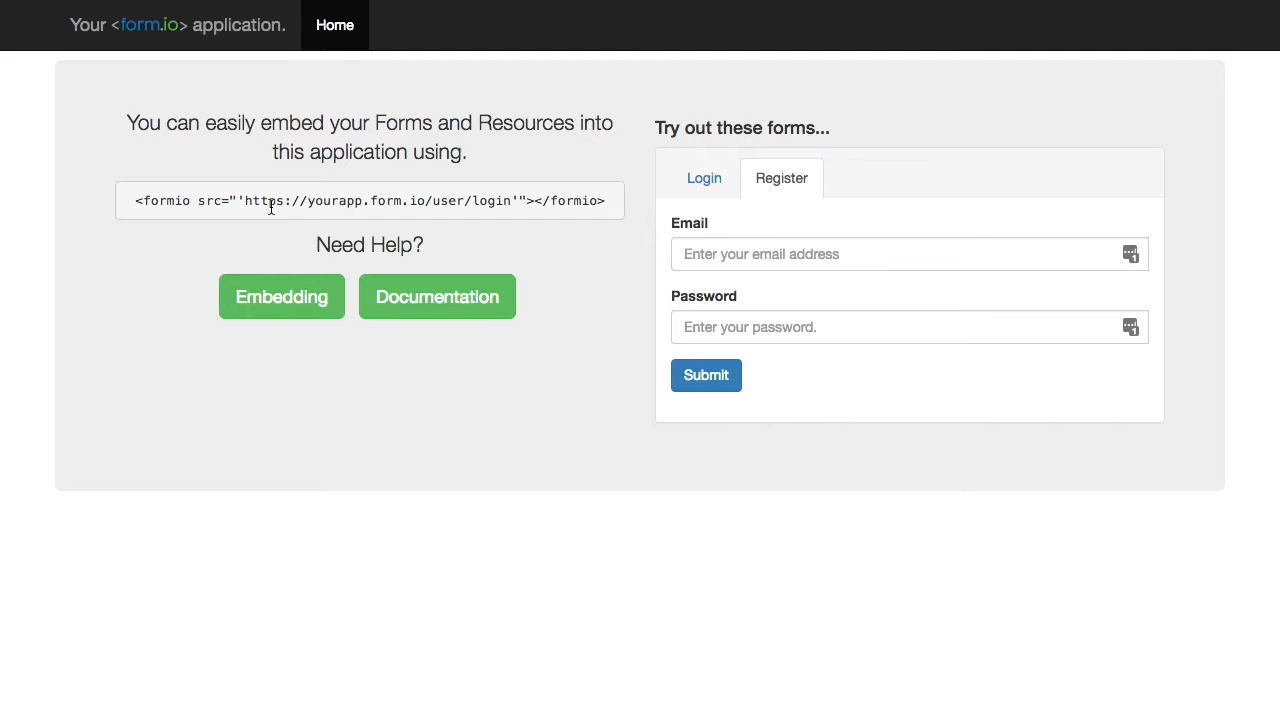 Your <form.io> application.
Home
You can easily embed your Forms and Resources into
this application using.
<formio src="'https://yourapp.form.io/user/login'"></formio>
Need Help?
Embedding
Documentation
Try out these forms...
Login
Register
Email
Enter your email address
1
Password
Enter your password.
1
Submit